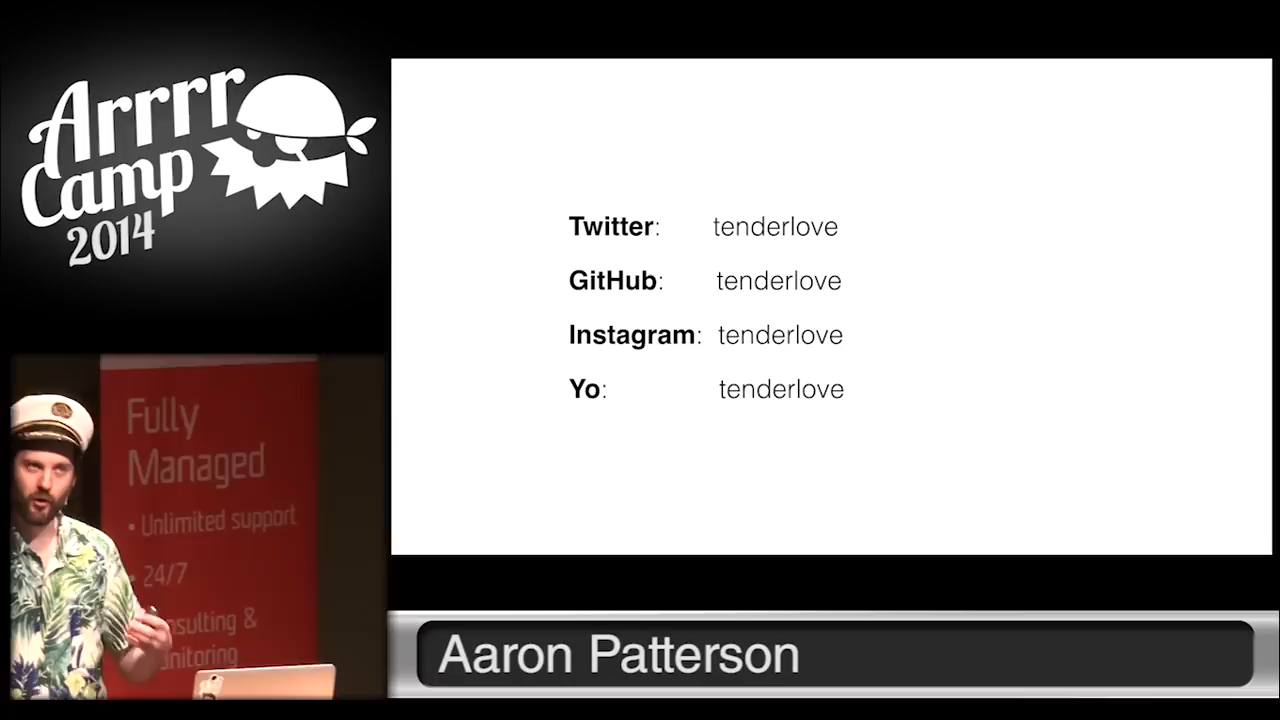 Arrrr
Camp
2014
Twitter: tenderlove
GitHub: tenderlove
Instagram: tenderlove
Yo: tenderlove
Fully
Managed
• Unlimited support
24/7
&
Aaron Patterson